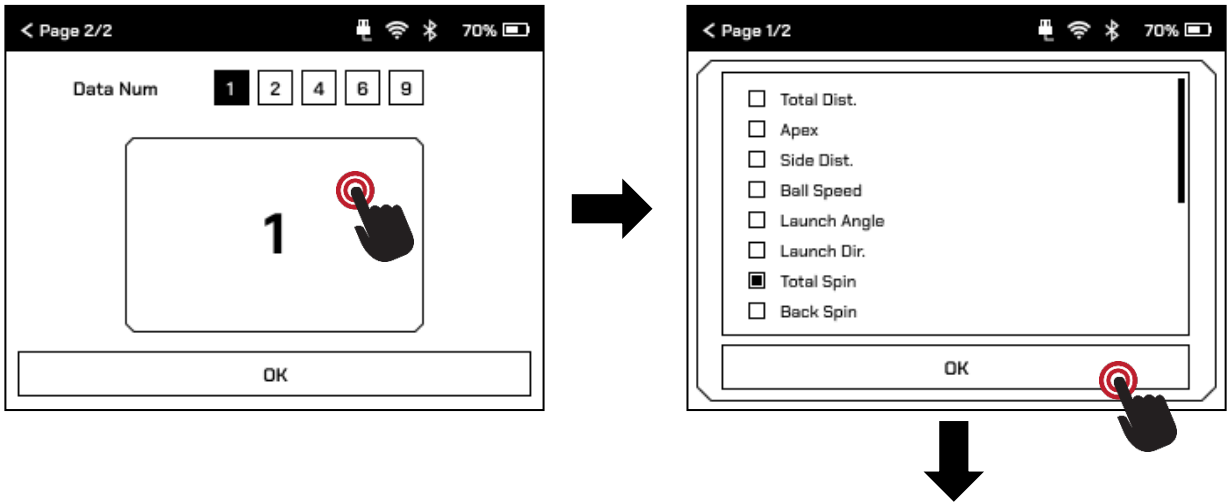 < Page 2/2
70%
Data Num 1 2 4 6 9
1
OK
< Page 1/2
70%
Total Dist.
Apex
Side Dist.
Ball Speed
Launch Angle
Launch Dir.
Total Spin
Back Spin
OK